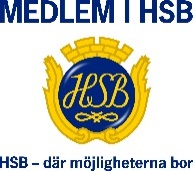 MEDLEM I HSB
HSB
HSB – där möjligheterna bor